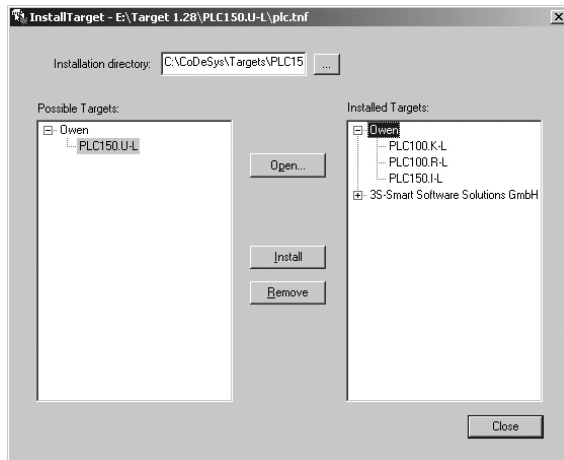 InstallTarget - E:\Target 1.28\PLC150.U-L\plc.tnf
Installation directory: C:\CoDeSys\Targets\PLC15 ...
Possible Targets:
Owen
PLC150.U-L
Open...
Install
Remove
Installed Targets:
Owen
PLC100.K-L
PLC100.R-L
PLC150.I-L
3S-Smart Software Solutions GmbH
Close